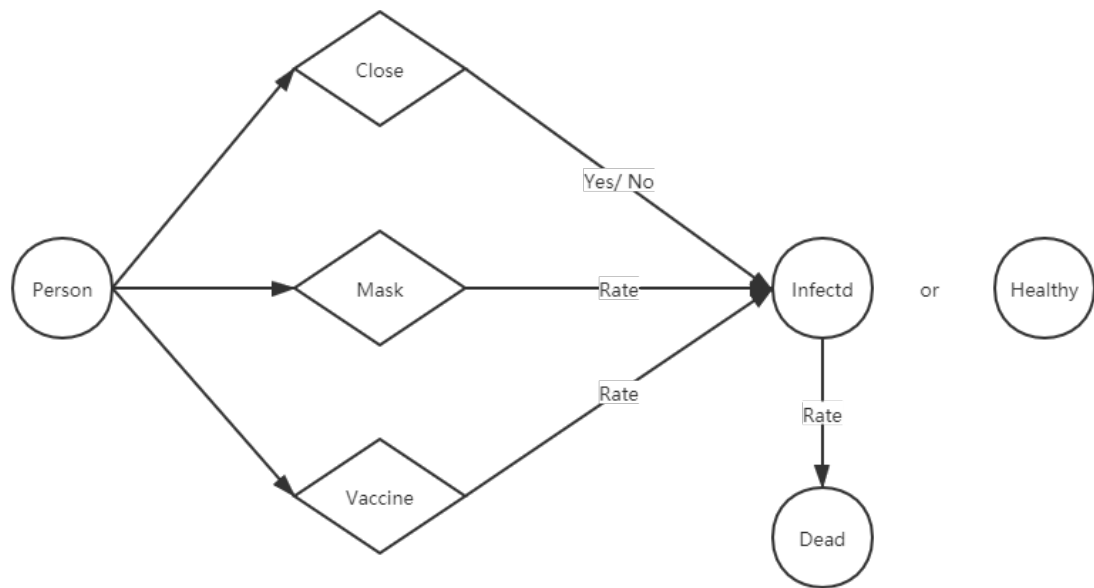 Close
Yes/ No
Person
Mask
Rate
Infectd
or
Healthy
Rate
Rate
Vaccine
Dead